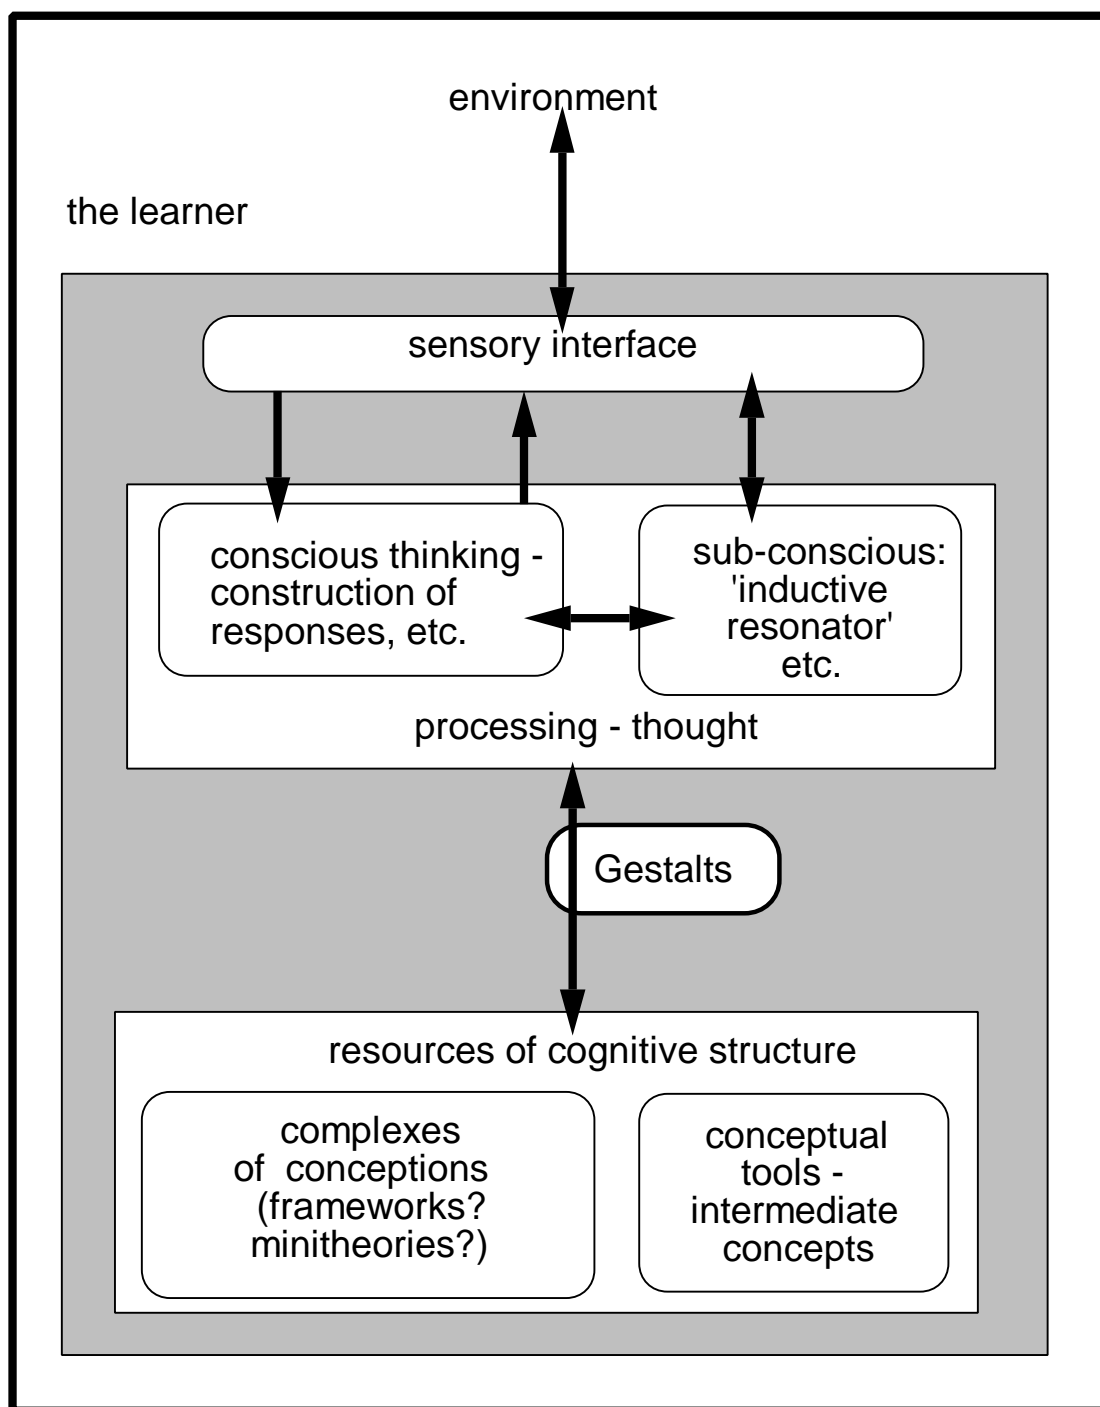 environment
the learner
sensory interface
conscious thinking -
construction of
responses, etc.
sub-conscious:
'inductive
resonator'
etc.
processing - thought
Gestalts
resources of cognitive structure
complexes
of conceptions
(frameworks?
minitheories?)
conceptual
tools -
intermediate
concepts